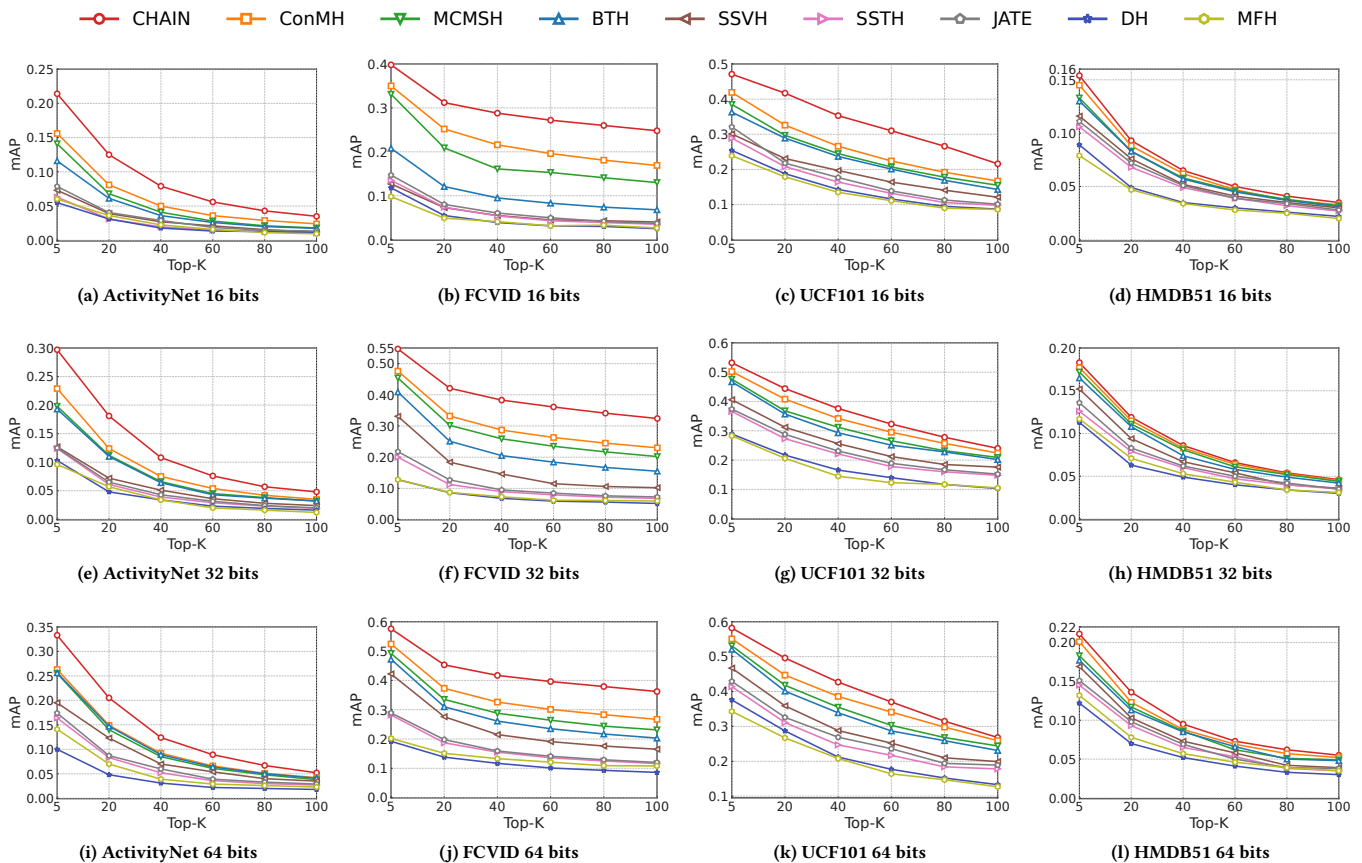 CHAIN ConMH MCMSH BTH SSVH SSTH JATE DH MFH
mAP
0.25
0.20
0.15
0.10
0.05
0.00
5 20 40 60 80 100
Top-K
(a) ActivityNet 16 bits
mAP
0.4
0.3
0.2
0.1
0.0
5 20 40 60 80 100
Top-K
(b) FCVID 16 bits
mAP
0.5
0.4
0.3
0.2
0.1
0.0
5 20 40 60 80 100
Top-K
(c) UCF101 16 bits
mAP
0.16
0.15
0.10
0.05
0.00
5 20 40 60 80 100
Top-K
(d) HMDB51 16 bits
mAP
0.30
0.25
0.20
0.15
0.10
0.05
0.00
5 20 40 60 80 100
Top-K
(e) ActivityNet 32 bits
mAP
0.55
0.50
0.40
0.30
0.20
0.10
0.00
5 20 40 60 80 100
Top-K
(f) FCVID 32 bits
mAP
0.6
0.5
0.4
0.3
0.2
0.1
0.0
5 20 40 60 80 100
Top-K
(g) UCF101 32 bits
mAP
0.20
0.15
0.10
0.05
0.00
5 20 40 60 80 100
Top-K
(h) HMDB51 32 bits
mAP
0.35
0.30
0.25
0.20
0.15
0.10
0.05
0.00
5 20 40 60 80 100
Top-K
(i) ActivityNet 64 bits
mAP
0.6
0.5
0.4
0.3
0.2
0.1
0.0
5 20 40 60 80 100
Top-K
(j) FCVID 64 bits
mAP
0.6
0.5
0.4
0.3
0.2
0.1
5 20 40 60 80 100
Top-K
(k) UCF101 64 bits
mAP
0.22
0.20
0.15
0.10
0.05
0.00
5 20 40 60 80 100
Top-K
(l) HMDB51 64 bits